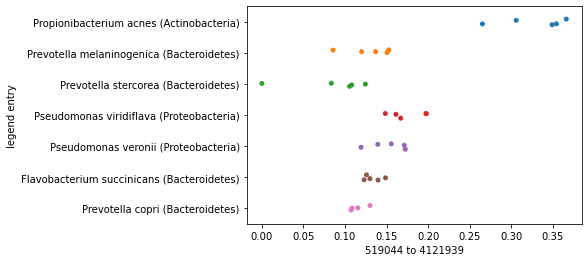 Propionibacterium acnes (Actinobacteria)
Prevotella melaninogenica (Bacteroidetes)
Prevotella stercorea (Bacteroidetes)
Pseudomonas viridiflava (Proteobacteria)
Pseudomonas veronii (Proteobacteria)
Flavobacterium succinicans (Bacteroidetes)
Prevotella copri (Bacteroidetes)
legend entry
0.00 0.05 0.10 0.15 0.20 0.25 0.30 0.35
519044 to 4121939